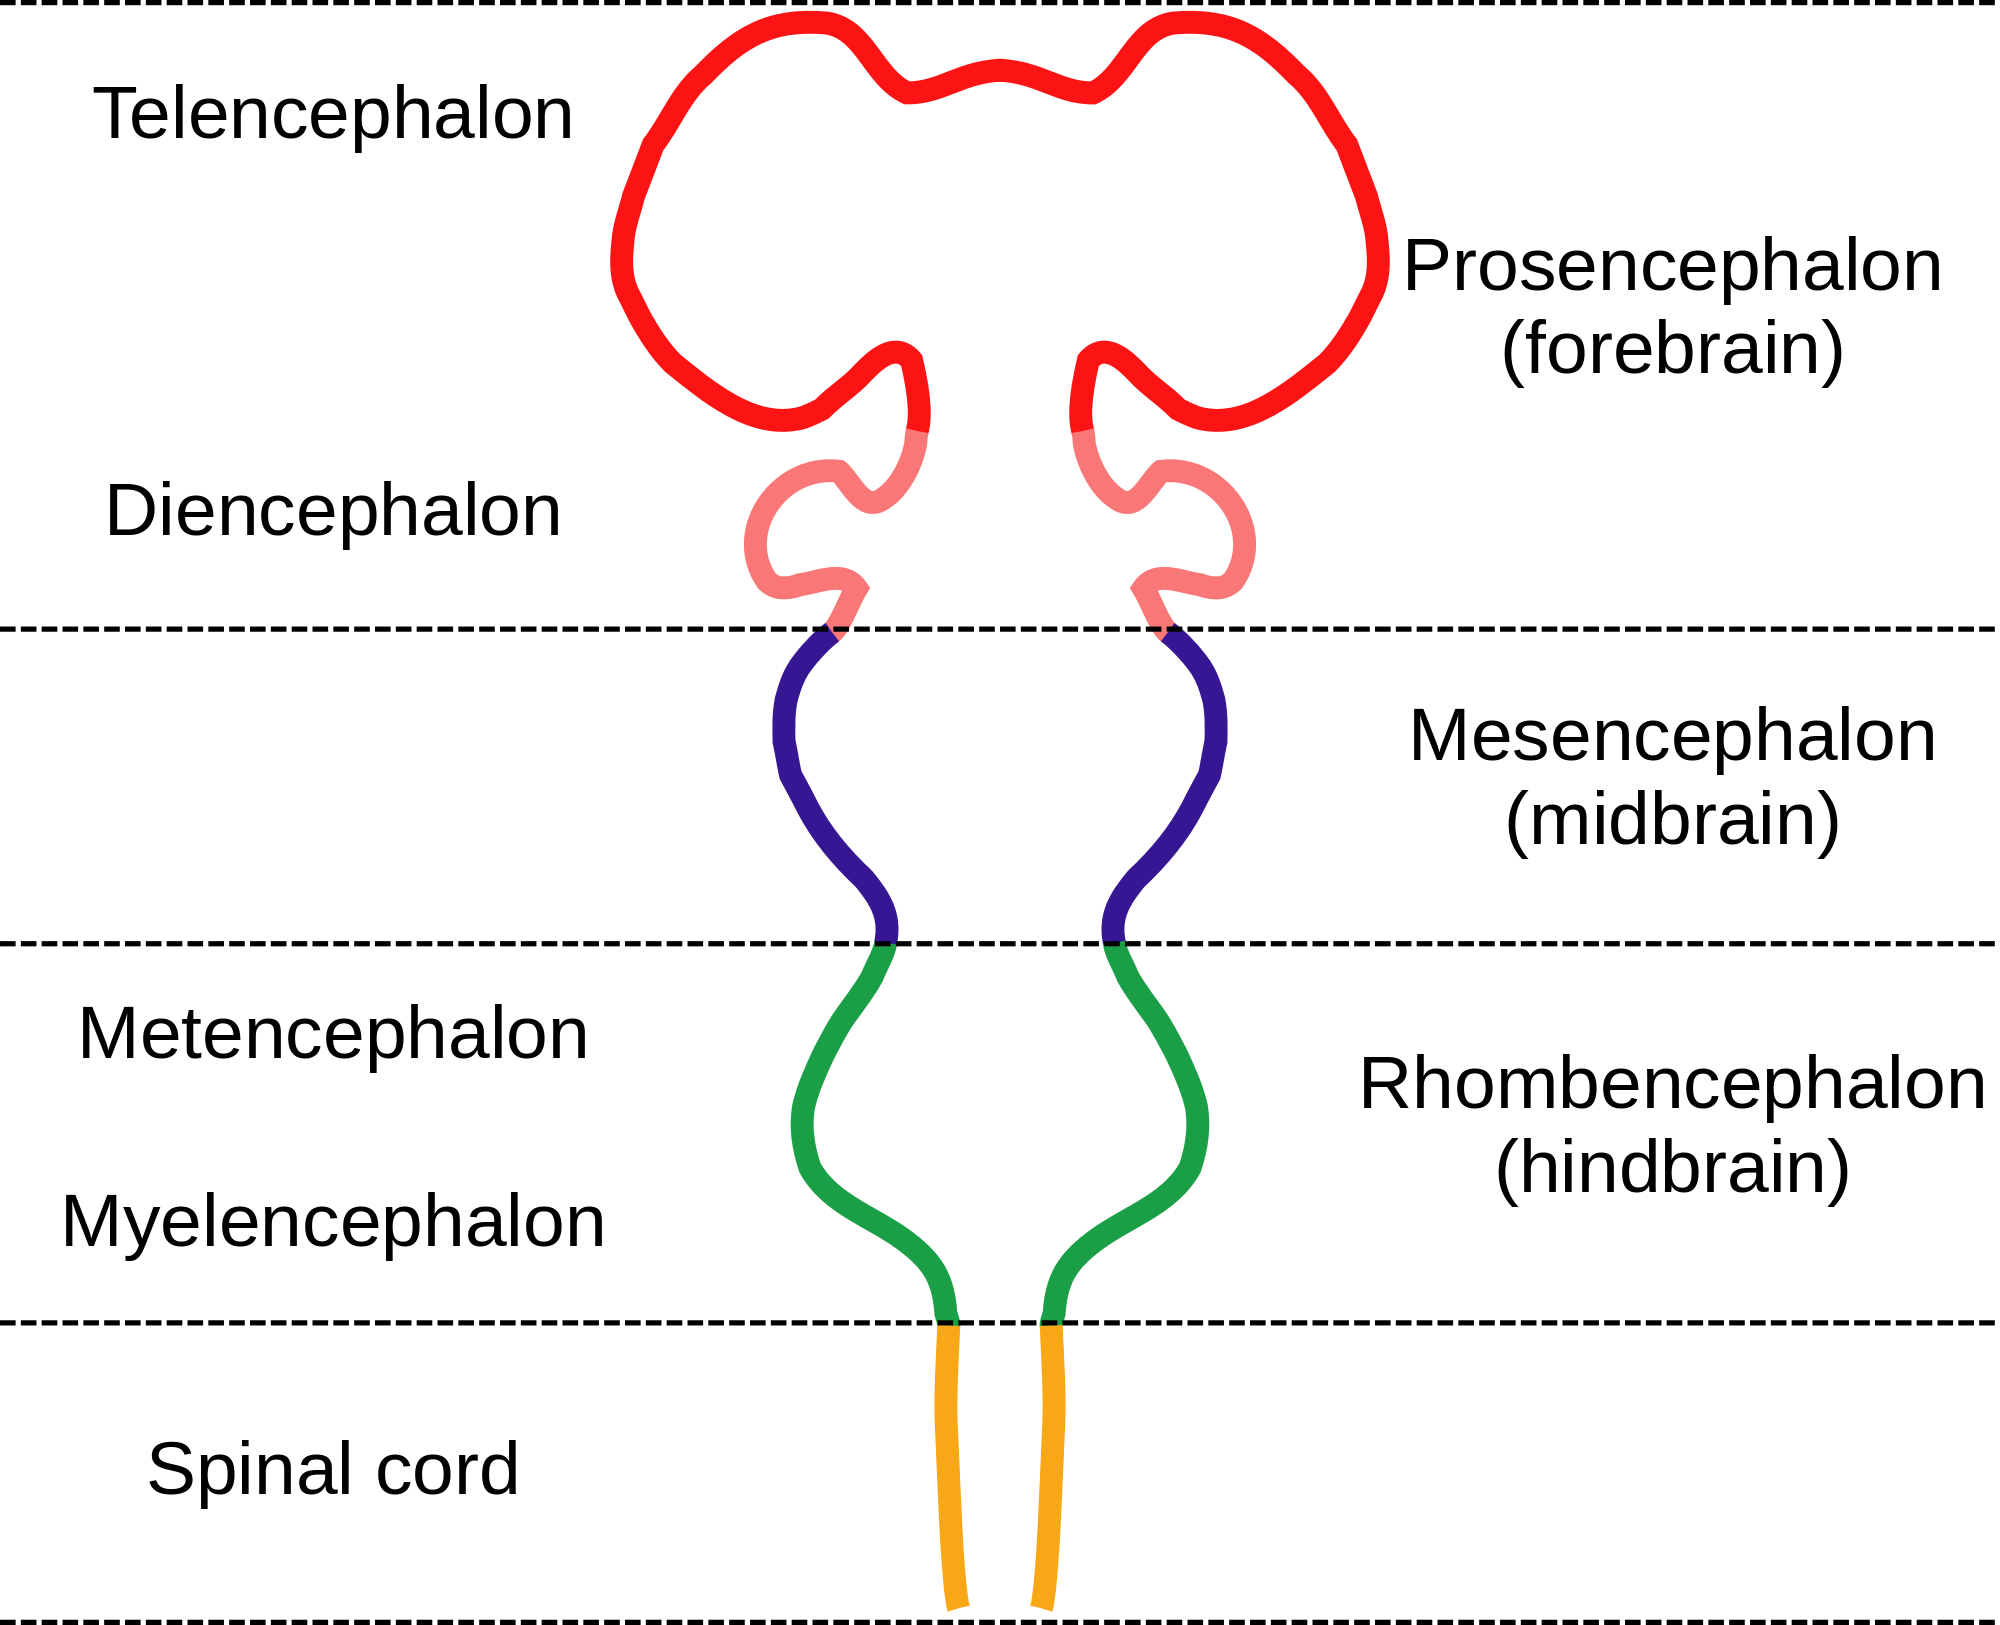 Telencephalon
Prosencephalon
(forebrain)
Diencephalon
Mesencephalon
(midbrain)
Metencephalon
Rhombencephalon
(hindbrain)
Myelencephalon
Spinal cord